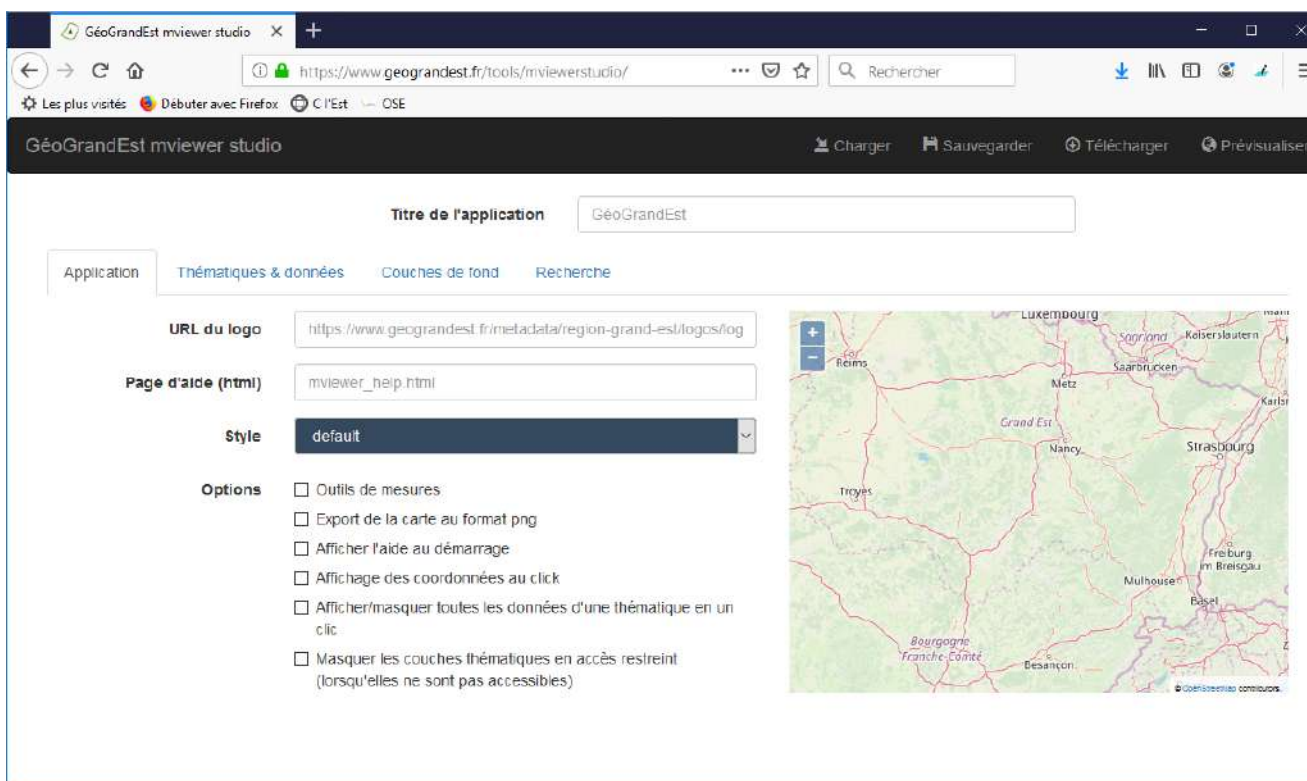 GéoGrandEst mviewer studio
https://www.geograndest.fr/tools/mviewerstudio/
Rechercher
Les plus visités Débuter avec Firefox C l'Est OSE
GéoGrandEst mviewer studio Charger Sauvegarder Télécharger Prévisualiser
Titre de l'application GéoGrandEst
Application Thématiques & données Couches de fond Recherche
URL du logo https://www.geograndest.fr/metadata/region-grand-est/logos/log
Page d'aide (html) mviewer_help.html
Style default
Options
Outils de mesures
Export de la carte au format png
Afficher l'aide au démarrage
Affichage des coordonnées au click
Afficher/masquer toutes les données d'une thématique en un
clic
Masquer les couches thématiques en accès restreint
(lorsqu'elles ne sont pas accessibles)
+
−
Luxembourg
Saarland Kaiserslautern
Reims
Saarbrücken
Metz
Karlsr
Grand Est
Nancy
Strasbourg
Troyes
Freiburg
im Breisgau
Mulhouse
Basel
Bourgogne
Franche-Comté
Besançon
© OpenStreetMap contributors.